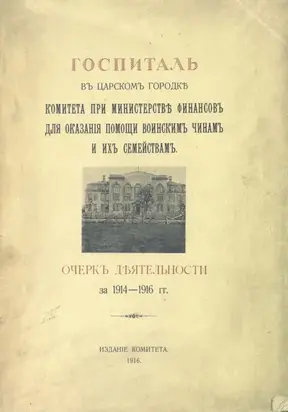 ГОСПИТАЛЬ
ВЪ ЦАРСКОМЪ ГОРОДКѢ
КОМИТЕТА ПРИ МИНИСТЕРСТВѢ ФИНАНСОВЪ
ДЛЯ ОКАЗАНІЯ ПОМОЩИ ВОИНСКИМЪ ЧИНАМЪ
И ИХЪ СЕМЕЙСТВАМЪ.
ОЧЕРКЪ ДѢЯТЕЛЬНОСТИ
за 1914—1916 гг.
ИЗДАНІЕ КОМИТЕТА.
1916.